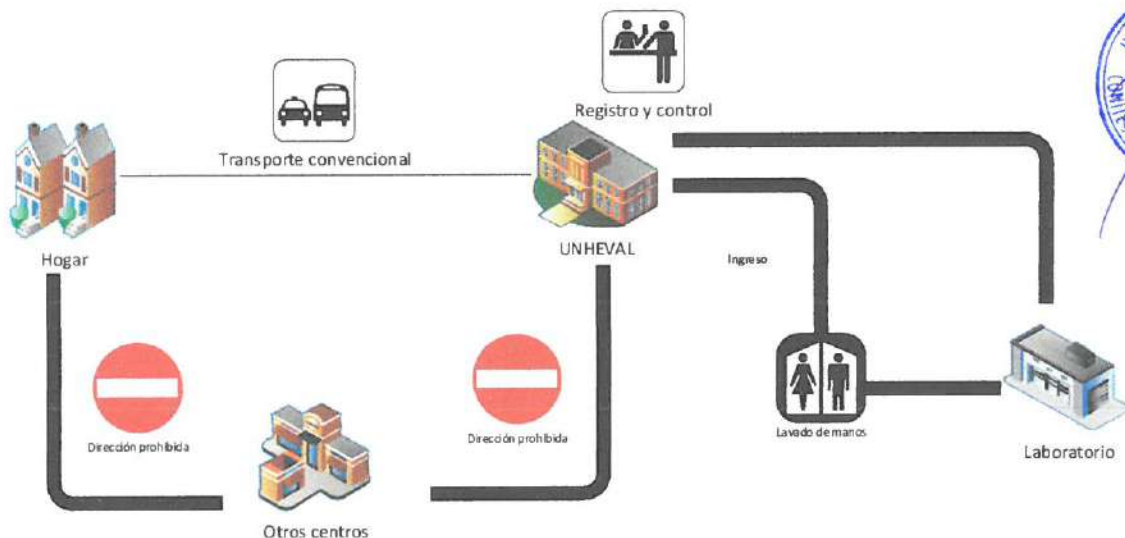 Registro y control
Transporte convencional
Hogar
UNHEVAL
Ingreso
Dirección prohibida
Dirección prohibida
Lavado de manos
Laboratorio
Otros centros